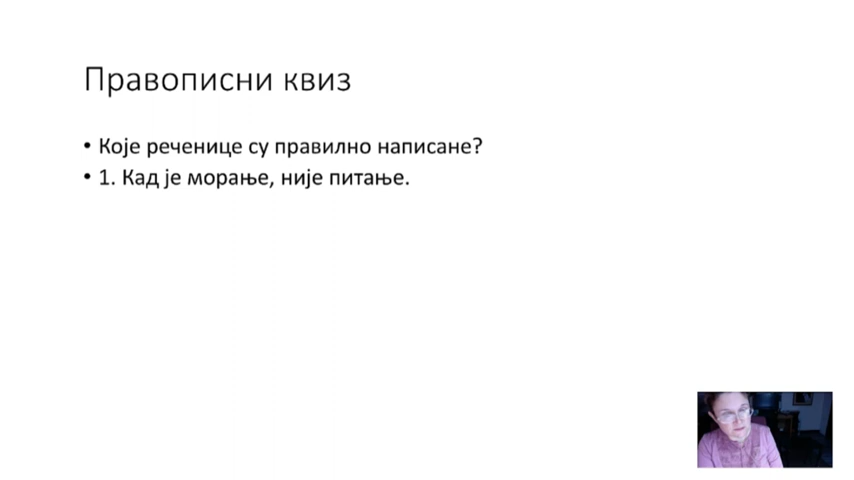 Правописни квиз
• Које реченице су правилно написане?
• 1. Кад је морање, није питање.